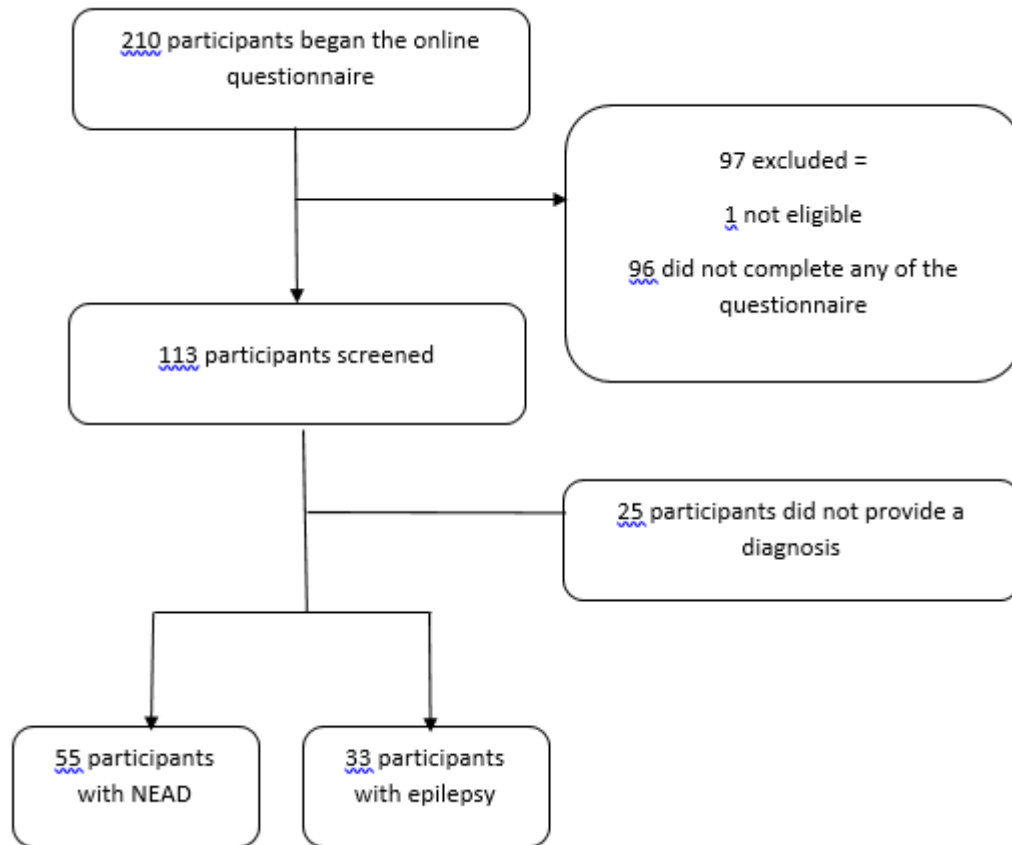 210 participants began the online
questionnaire
97 excluded =
1 not eligible
96 did not complete any of the
questionnaire
113 participants screened
25 participants did not provide a
diagnosis
55 participants
with NEAD
33 participants
with epilepsy